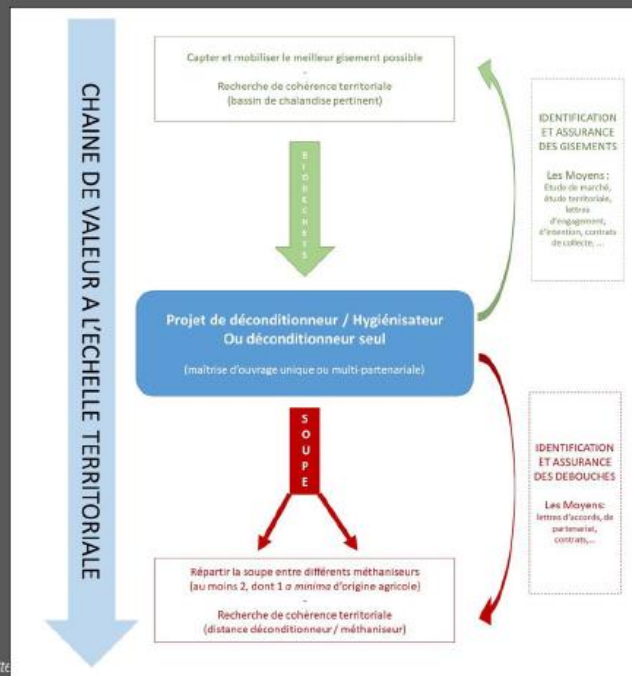 CHAINE DE VALEUR A L'ECHELLE TERRITORIALE
Capter et mobiliser le meilleur gisement possible
-
Recherche de cohérence territoriale
(bassin de chalandise pertinent)
BIODECHETS
IDENTIFICATION
ET ASSURANCE
DES GISEMENTS
Les Moyens :
Etude de marché,
étude territoriale,
lettres
d'engagement,
d'intention, contrats
de collecte, ...
Projet de déconditionneur / Hygiénisateur
Ou déconditionneur seul
(maîtrise d'ouvrage unique ou multi-partenariale)
SOUPE
IDENTIFICATION
ET ASSURANCE
DES DEBOUCHES
Les Moyens:
lettres d'accords, de
partenariat,
contrats,...
Répartir la soupe entre différents méthaniseurs
(au moins 2, dont 1 a minima d'origine agricole)
-
Recherche de cohérence territoriale
(distance déconditionneur / méthaniseur)